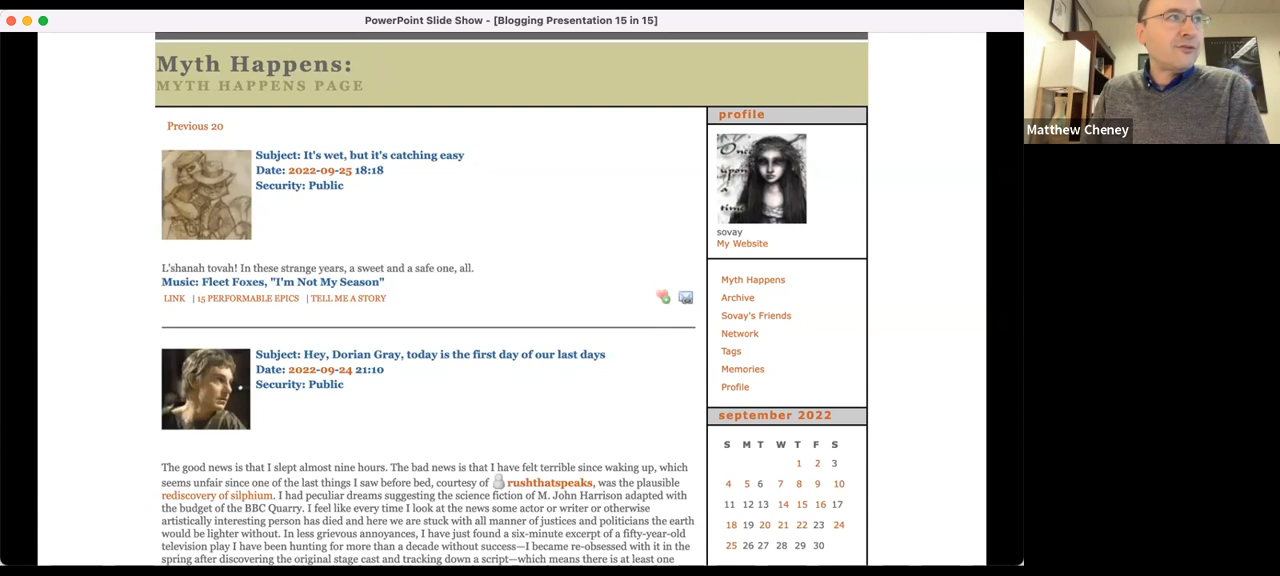 PowerPoint Slide Show - [Blogging Presentation 15 in 15]
Myth Happens:
MYTH HAPPENS PAGE
Previous 20
Subject: It's wet, but it's catching easy
Date: 2022-09-25 18:18
Security: Public
L'shanah tovah! In these strange years, a sweet and a safe one, all.
Music: Fleet Foxes, "I'm Not My Season"
LINK | 15 PERFORMABLE EPICS | TELL ME A STORY
Subject: Hey, Dorian Gray, today is the first day of our last days
Date: 2022-09-24 21:10
Security: Public
The good news is that I slept almost nine hours. The bad news is that I have felt terrible since waking up, which
seems unfair since one of the last things I saw before bed, courtesy of rushthatspeaks, was the plausible
rediscovery of silphium. I had peculiar dreams suggesting the science fiction of M. John Harrison adapted with
the budget of the BBC Quarry. I feel like every time I look at the news some actor or writer or otherwise
artistically interesting person has died and here we are stuck with all manner of justices and politicians the earth
would be lighter without. In less grievous annoyances, I have just found a six-minute excerpt of a fifty-year-old
television play I have been hunting for more than a decade without success—I became re-obsessed with it in the
spring after discovering the original stage cast and tracking down a script—which means there is at least one
profile
Once
upon
a
time
sovay
My Website
Myth Happens
Archive
Sovay's Friends
Network
Tags
Memories
Profile
september 2022
S M T W T F S
1 2 3
4 5 6 7 8 9 10
11 12 13 14 15 16 17
18 19 20 21 22 23 24
25 26 27 28 29 30
Matthew Cheney